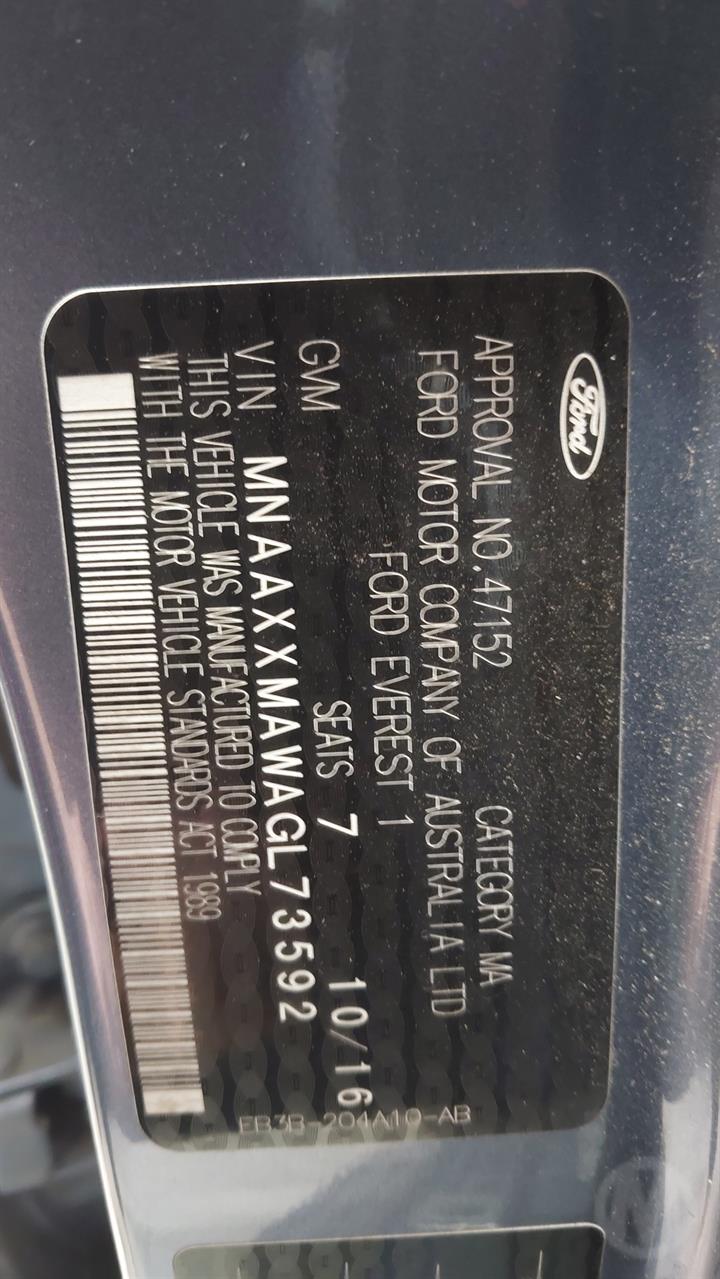 Ford
APPROVAL NO. 47152 CATEGORY MA
FORD MOTOR COMPANY OF AUSTRALIA LTD
FORD EVEREST 1
GVM SEATS 7 10/16
VIN MNAAXXMAWAGL73592
THIS VEHICLE WAS MANUFACTURED TO COMPLY
WITH THE MOTOR VEHICLE STANDARDS ACT 1989
EB3B-204A10-AB